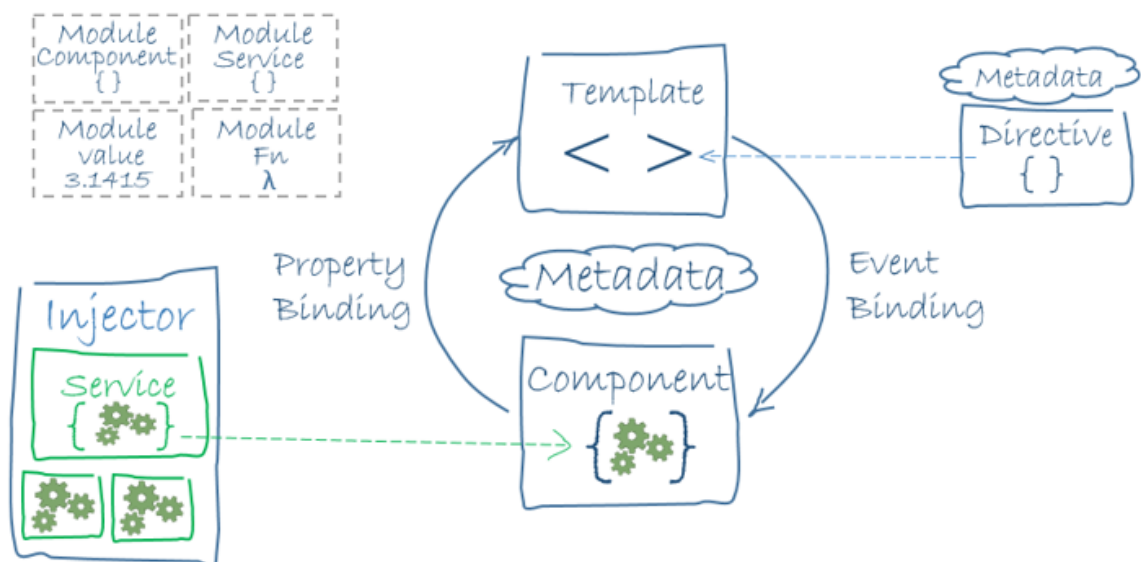 Module
Component
{ }
Module
Service
{ }
Module
value
3.1415
Module
Fn
λ
Template
< >
Metadata
Directive
{ }
Property
Binding
Metadata
Event
Binding
Injector
Service
{ }
Component
{ }